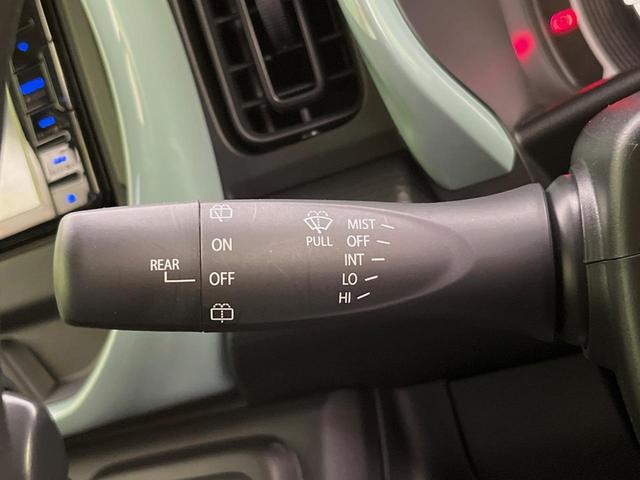 REAR
ON
OFF
PULL
MIST
OFF
INT
LO
HI